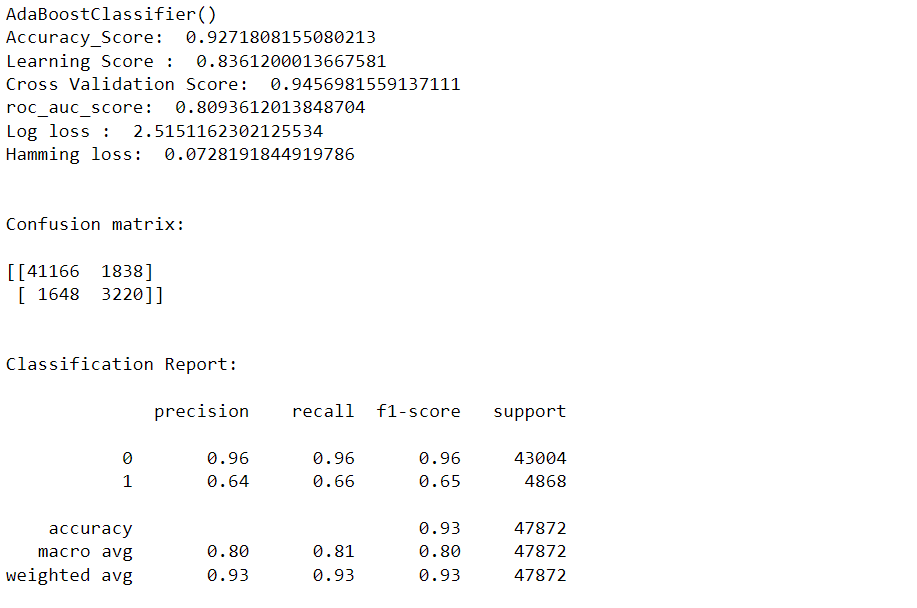 AdaBoostClassifier()
Accuracy_Score:  0.9271808155080213
Learning Score :  0.8361200013667581
Cross Validation Score:  0.9456981559137111
roc_auc_score:  0.8093612013848704
Log loss :  2.5151162302125534
Hamming loss:  0.0728191844919786
Confusion matrix:
[[41166  1838]
 [ 1648  3220]]
Classification Report:
              precision    recall  f1-score   support
           0       0.96      0.96      0.96     43004
           1       0.64      0.66      0.65      4868
    accuracy                           0.93     47872
   macro avg       0.80      0.81      0.80     47872
weighted avg       0.93      0.93      0.93     47872